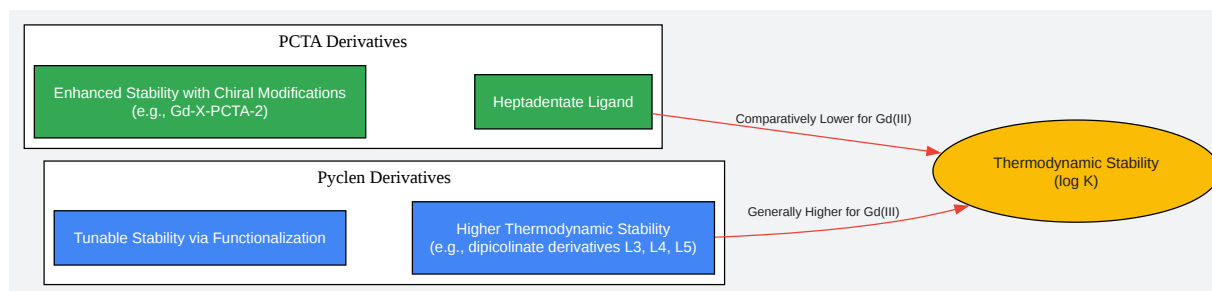 PCTA Derivatives
Enhanced Stability with Chiral Modifications
(e.g., Gd-X-PCTA-2)
Heptadentate Ligand
Comparatively Lower for Gd(III)
Thermodynamic Stability
(log K)
Pyclen Derivatives
Tunable Stability via Functionalization
Higher Thermodynamic Stability
(e.g., dipicolinate derivatives L3, L4, L5)
Generally Higher for Gd(III)